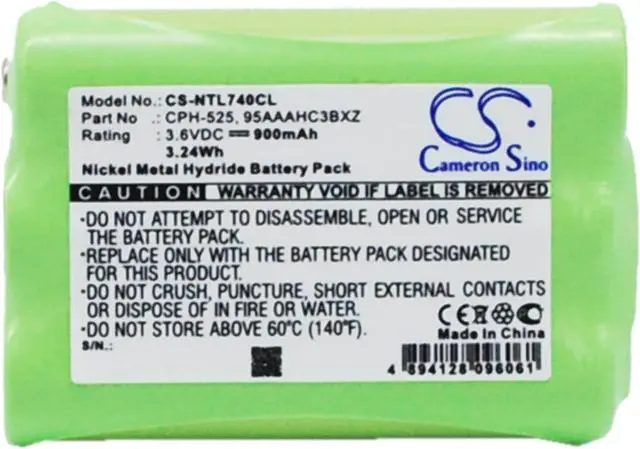 Model No.: CS-NTL740CL
Part No : CPH-525, 95AAAHC3BXZ
Rating : 3.6VDC 900mAh
3.24Wh
Nickel Metal Hydride Battery Pack
CS
Cameron Sino
CAUTION WARRANTY VOID IF LABEL IS REMOVED
·DO NOT ATTEMPT TO DISASSEMBLE, OPEN OR SERVICE
THE BATTERY PACK.
·REPLACE ONLY WITH THE BATTERY PACK DESIGNATED
FOR THIS PRODUCT.
·DO NOT CRUSH, PUNCTURE, SHORT EXTERNAL CONTACTS
OR DISPOSE IN FIRE OR WATER.
·DO NOT STORE ABOVE 60°C (140°F).
S/N.:
CE FC
Made In China
4 894128 096061